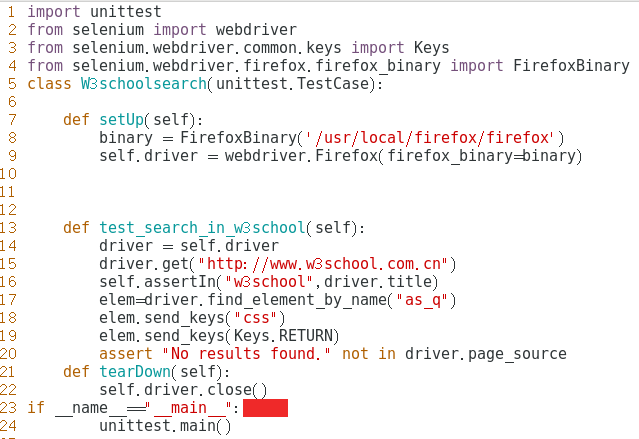 1 import unittest
2 from selenium import webdriver
3 from selenium.webdriver.common.keys import Keys
4 from selenium.webdriver.firefox.firefox_binary import FirefoxBinary
5 class W3schoolsearch(unittest.TestCase):
6
7     def setUp(self):
8         binary = FirefoxBinary('/usr/local/firefox/firefox')
9         self.driver = webdriver.Firefox(firefox_binary=binary)
10
11
12
13     def test_search_in_w3school(self):
14         driver = self.driver
15         driver.get("http://www.w3school.com.cn")
16         self.assertIn("w3school",driver.title)
17         elem=driver.find_element_by_name("as_q")
18         elem.send_keys("css")
19         elem.send_keys(Keys.RETURN)
20         assert "No results found." not in driver.page_source
21     def tearDown(self):
22         self.driver.close()
23 if __name__=="__main__":
24         unittest.main()